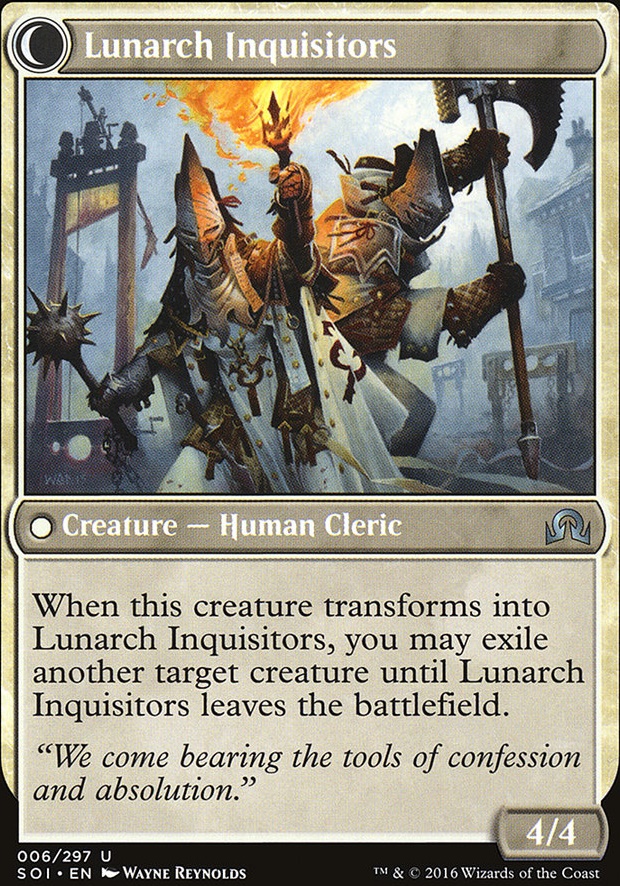 Lunarch Inquisitors
WAR 15
Creature — Human Cleric
When this creature transforms into
Lunarch Inquisitors, you may exile
another target creature until Lunarch
Inquisitors leaves the battlefield.
“We come bearing the tools of confession
and absolution.”
4/4
006/297 U
SOI • EN Wayne Reynolds
™ & © 2016 Wizards of the Coast